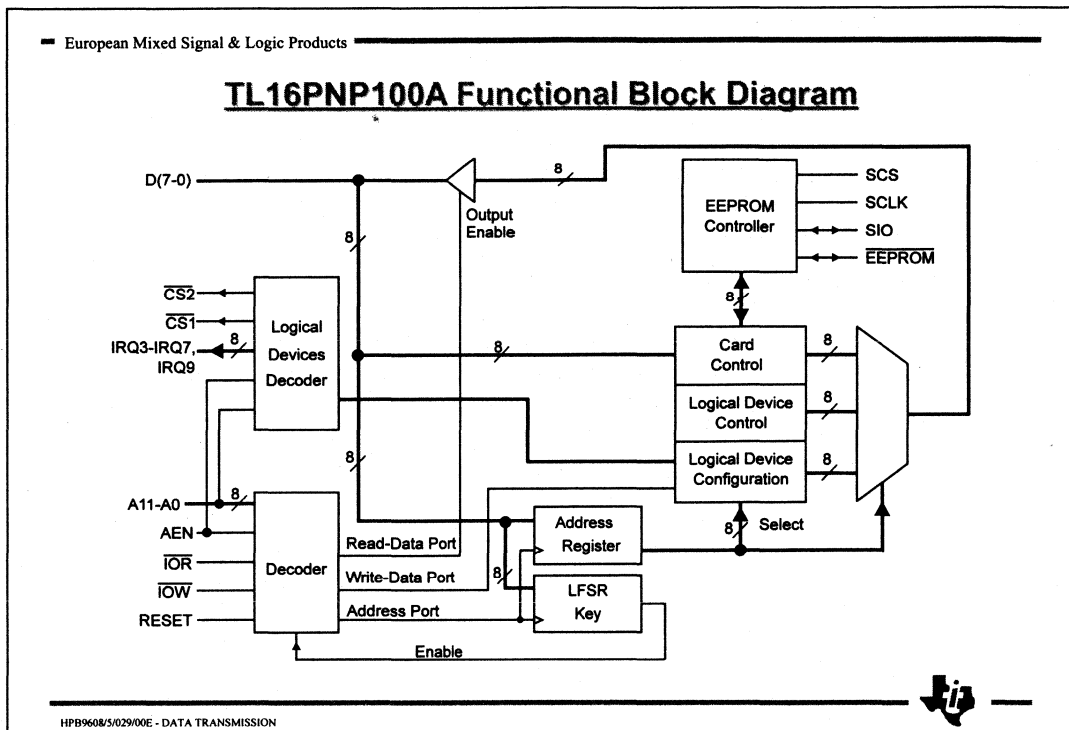 European Mixed Signal & Logic Products
TL16PNP100A Functional Block Diagram
D(7-0)
8
Output
Enable
8
EEPROM
Controller
SCS
SCLK
SIO
EEPROM
8
CS2
CS1
IRQ3-IRQ7,
IRQ9
8
Logical
Devices
Decoder
8
Card
Control
8
Logical Device
Control
8
Logical Device
Configuration
8
8
A11-A0
8
AEN
IOR
IOW
RESET
Decoder
Read-Data Port
Write-Data Port
Address Port
Enable
8
Address
Register
LFSR
Key
8
Select
HPB9608/5/029/00E - DATA TRANSMISSION